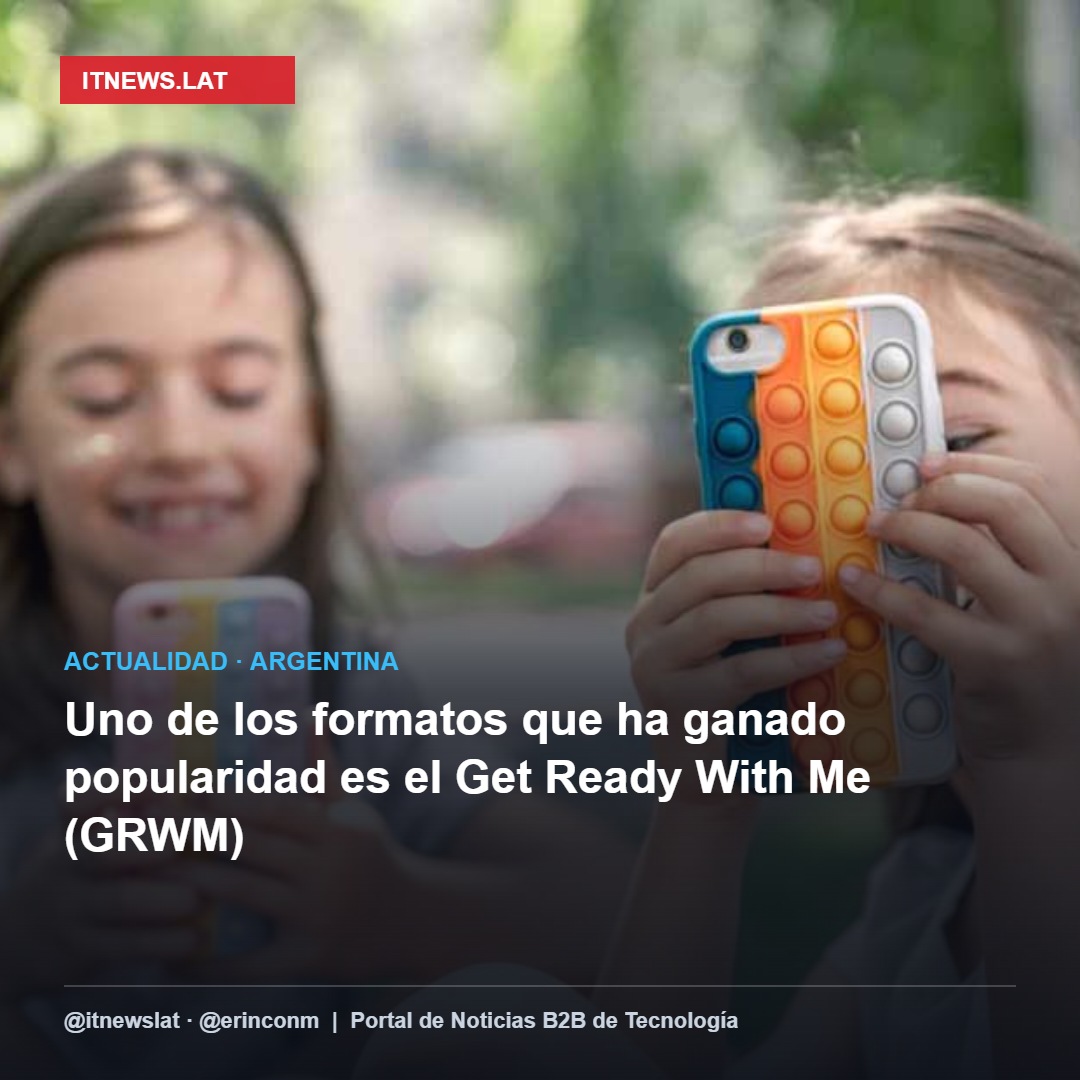 ITNEWS.LAT
ACTUALIDAD · ARGENTINA
Uno de los formatos que ha ganado
popularidad es el Get Ready With Me
(GRWM)
@itnewslat · @erinconm | Portal de Noticias B2B de Tecnología